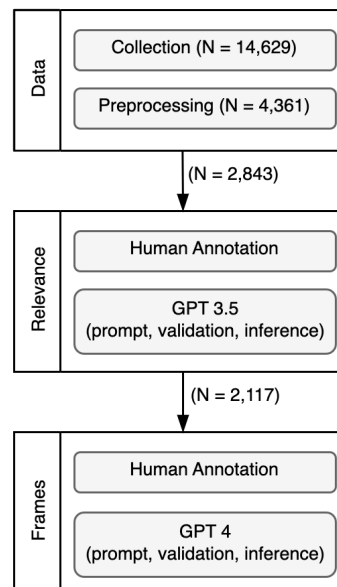 Data
Collection (N = 14,629)
Preprocessing (N = 4,361)
(N = 2,843)
Relevance
Human Annotation
GPT 3.5
(prompt, validation, inference)
(N = 2,117)
Frames
Human Annotation
GPT 4
(prompt, validation, inference)